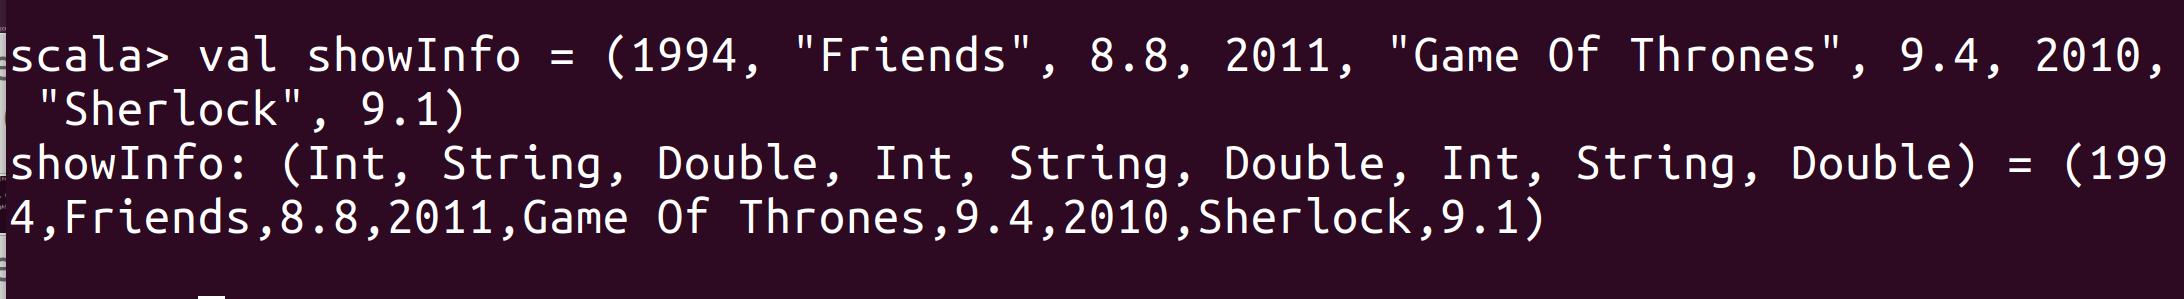 scala> val showInfo = (1994, "Friends", 8.8, 2011, "Game Of Thrones", 9.4, 2010,
"Sherlock", 9.1)
showInfo: (Int, String, Double, Int, String, Double, Int, String, Double) = (199
4,Friends,8.8,2011,Game Of Thrones,9.4,2010,Sherlock,9.1)